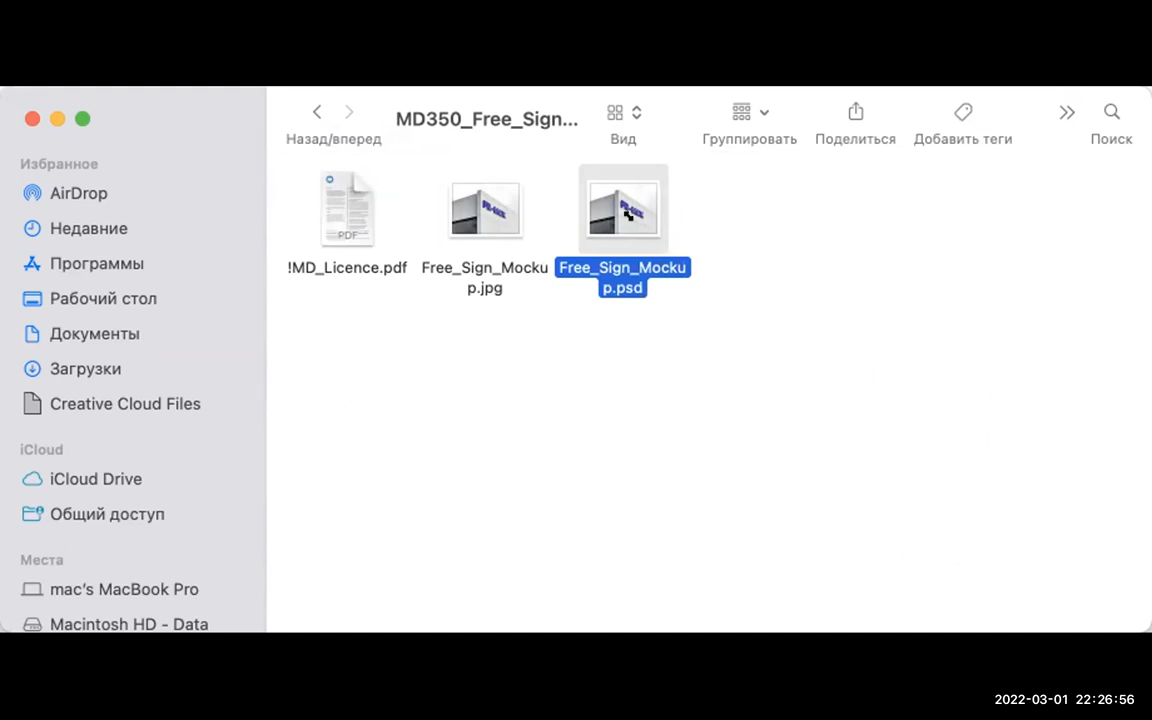 MD350_Free_Sign...
Назад/вперед
Вид
Группировать
Поделиться
Добавить теги
Поиск
Избранное
AirDrop
Недавние
Программы
Рабочий стол
Документы
Загрузки
Creative Cloud Files
iCloud
iCloud Drive
Общий доступ
Места
mac's MacBook Pro
Macintosh HD - Data
PDF
!MD_Licence.pdf
Free_Sign_Mocku
p.jpg
Free_Sign_Mocku
p.psd
2022-03-01 22:26:56